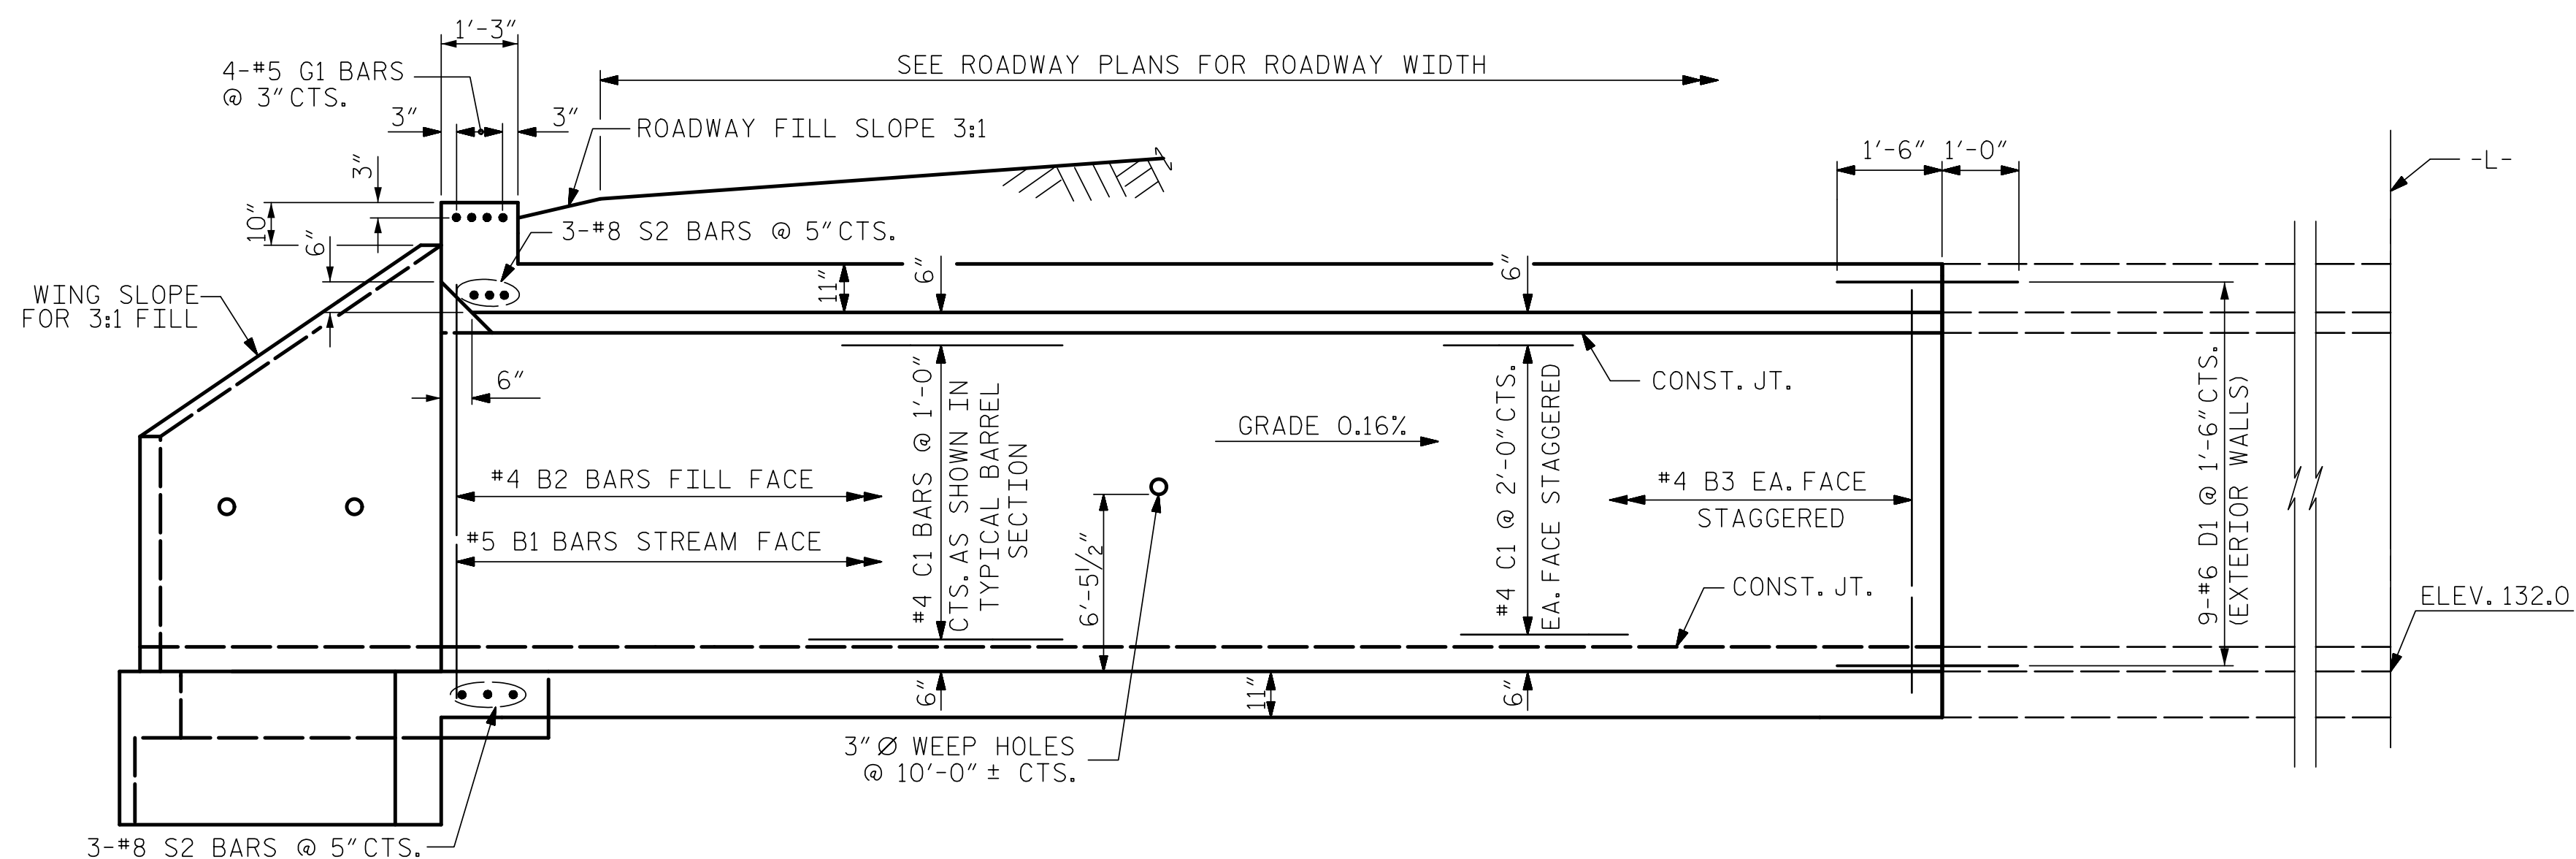 1'-3"
4-#5 G1 BARS
@ 3" CTS.
SEE ROADWAY PLANS FOR ROADWAY WIDTH
3"
3"
ROADWAY FILL SLOPE 3:1
3"
10"
6"
3-#8 S2 BARS @ 5" CTS.
1'-6"
1'-0"
-L-
WING SLOPE
FOR 3:1 FILL
11"
6"
6"
6"
CONST. JT.
GRADE 0.16%
#4 B2 BARS FILL FACE
#5 B1 BARS STREAM FACE
#4 C1 BARS @ 1'-0"
CTS. AS SHOWN IN
TYPICAL BARREL
SECTION
6'-5 1/2"
#4 C1 @ 2'-0" CTS.
EA. FACE STAGGERED
#4 B3 EA. FACE
STAGGERED
CONST. JT.
9-#6 D1 @ 1'-6" CTS.
(EXTERIOR WALLS)
ELEV. 132.0
6"
11"
6"
3" Ø WEEP HOLES
@ 10'-0" ± CTS.
3-#8 S2 BARS @ 5" CTS.